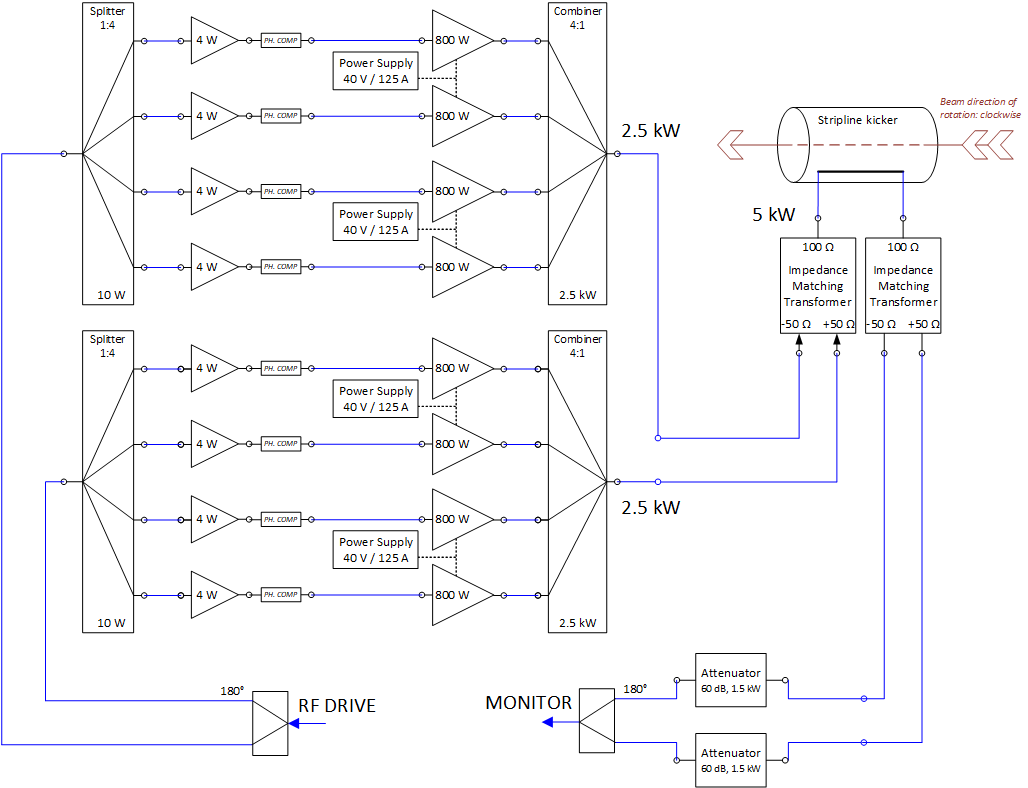 Splitter
1:4
Combiner
4:1
4 W
PH. COMP
800 W
Power Supply
40 V / 125 A
4 W
PH. COMP
800 W
4 W
PH. COMP
800 W
Power Supply
40 V / 125 A
4 W
PH. COMP
800 W
10 W
2.5 kW
2.5 kW
Beam direction of
rotation: clockwise
Stripline kicker
5 kW
100 Ω
Impedance
Matching
Transformer
-50 Ω +50 Ω
100 Ω
Impedance
Matching
Transformer
-50 Ω +50 Ω
Splitter
1:4
Combiner
4:1
4 W
PH. COMP
800 W
Power Supply
40 V / 125 A
4 W
PH. COMP
800 W
2.5 kW
4 W
PH. COMP
800 W
Power Supply
40 V / 125 A
4 W
PH. COMP
800 W
10 W
2.5 kW
180°
RF DRIVE
MONITOR
180°
Attenuator
60 dB, 1.5 kW
Attenuator
60 dB, 1.5 kW